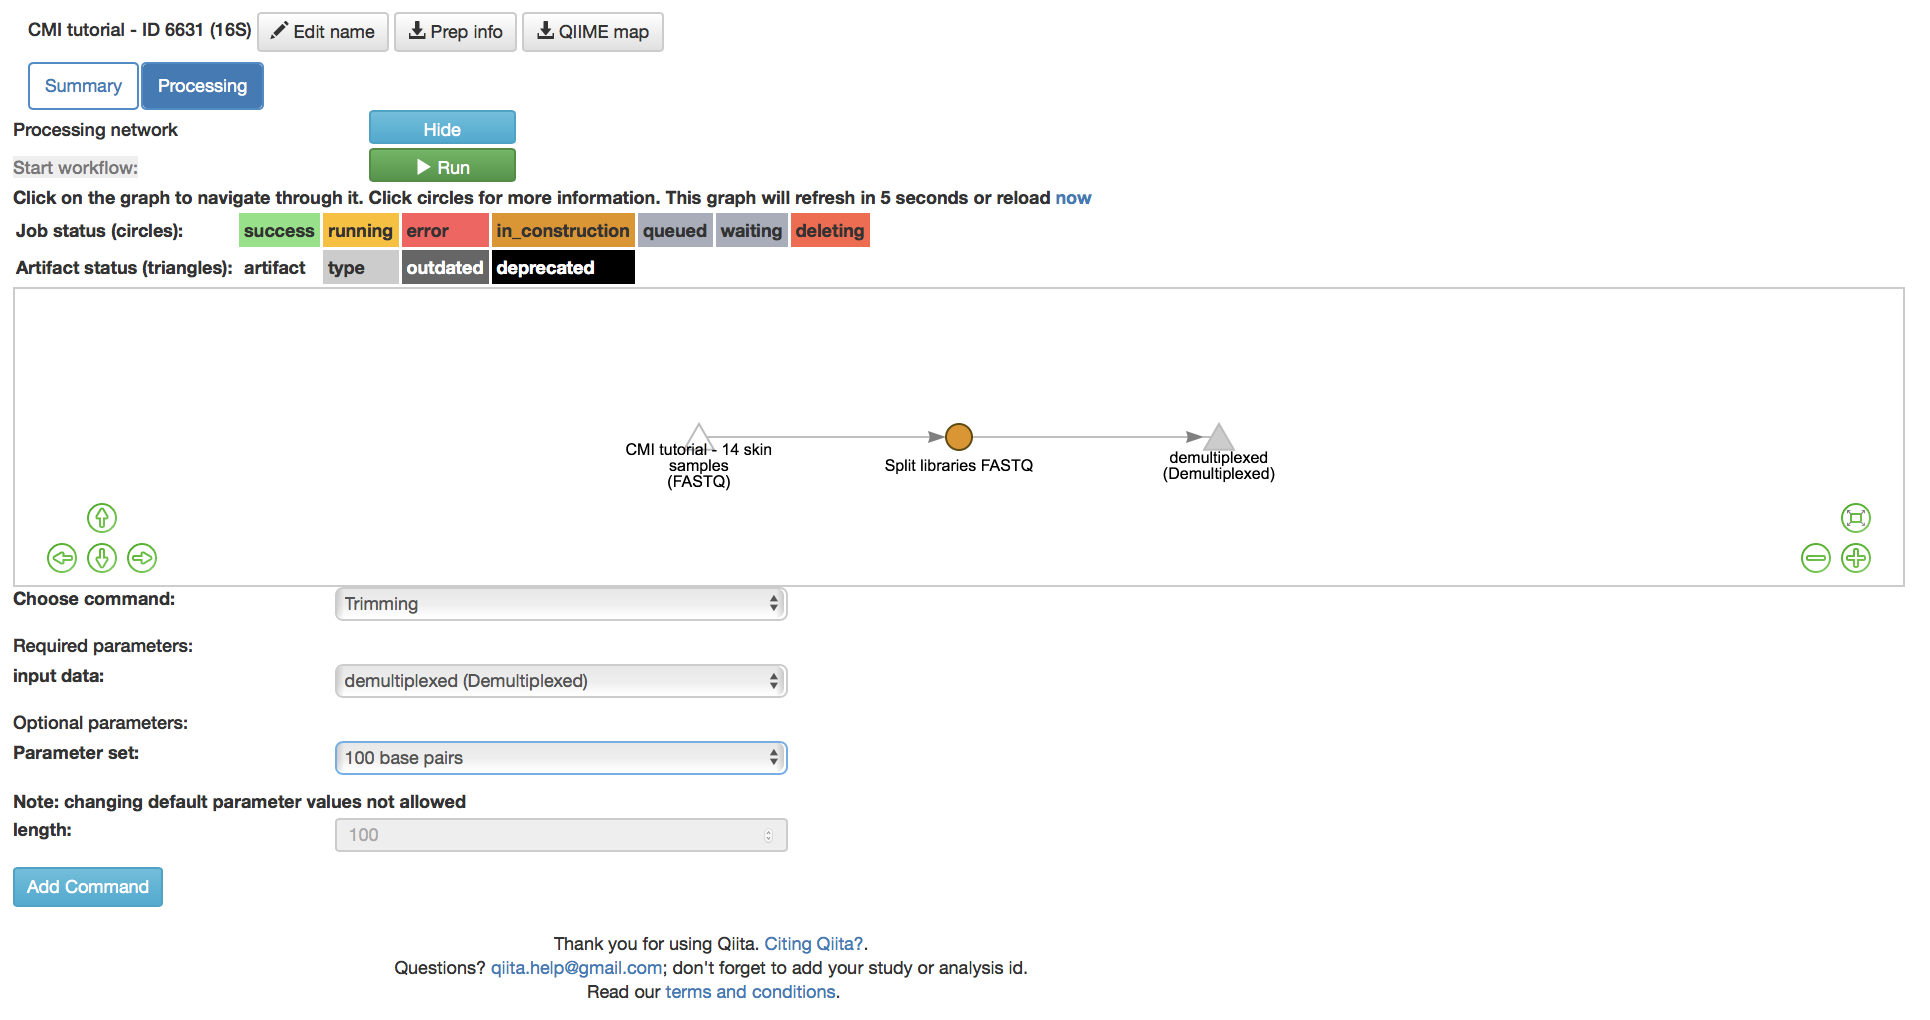 CMI tutorial - ID 6631 (16S) Edit name Prep info QIIME map
Summary Processing
Processing network Hide
Start workflow: Run
Click on the graph to navigate through it. Click circles for more information. This graph will refresh in 5 seconds or reload now
Job status (circles): success running error in_construction queued waiting deleting
Artifact status (triangles): artifact type outdated deprecated
CMI tutorial - 14 skin
samples
(FASTQ)
Split libraries FASTQ
demultiplexed
(Demultiplexed)
Choose command: Trimming
Required parameters:
input data: demultiplexed (Demultiplexed)
Optional parameters:
Parameter set: 100 base pairs
Note: changing default parameter values not allowed
length: 100
Add Command
Thank you for using Qiita. Citing Qiita?.
Questions? qiita.help@gmail.com; don't forget to add your study or analysis id.
Read our terms and conditions.